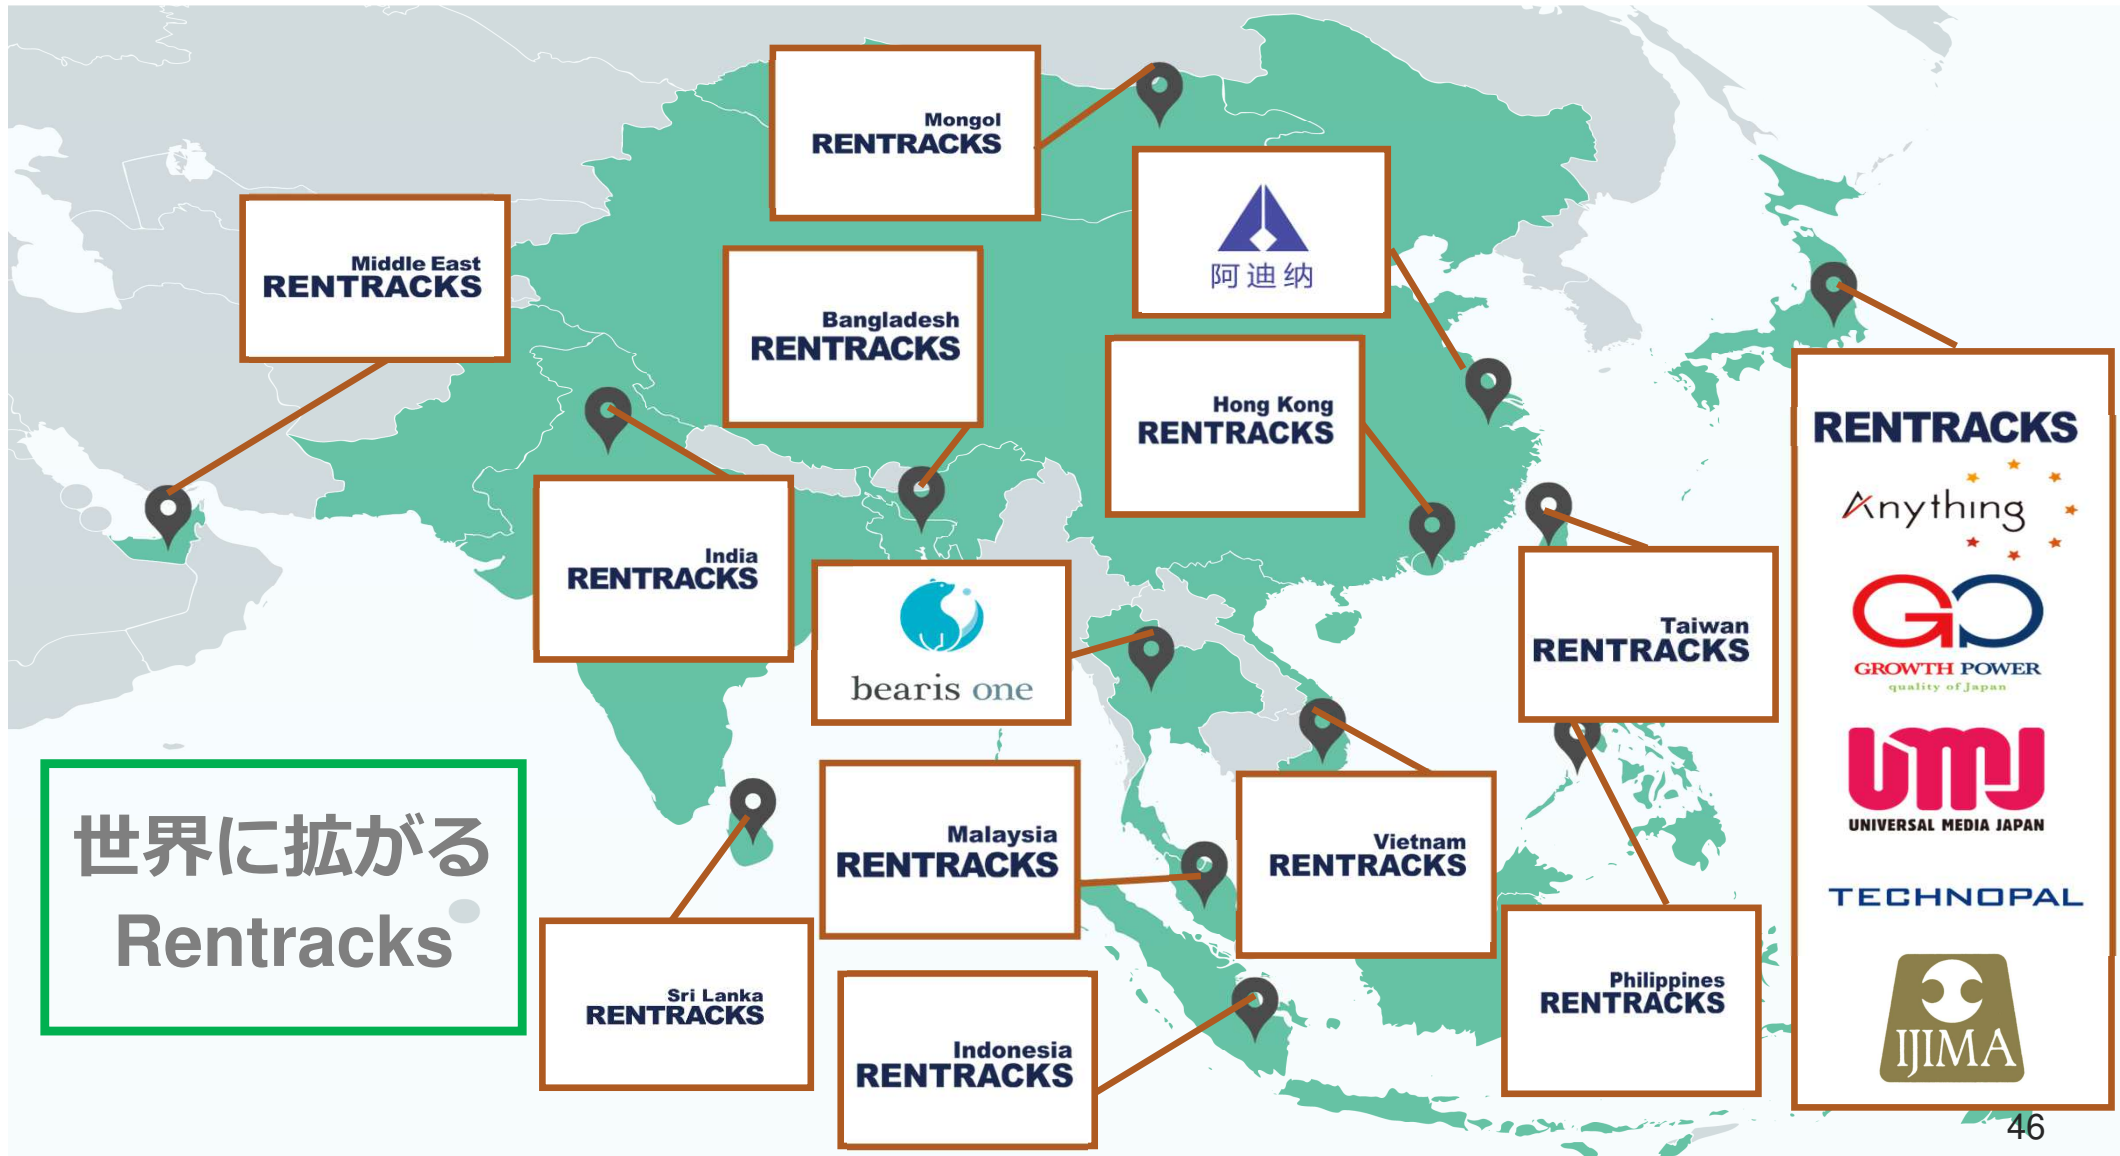 Mongol
RENTRACKS
阿迪纳
Middle East
RENTRACKS
Bangladesh
RENTRACKS
Hong Kong
RENTRACKS
RENTRACKS
Anything
GROWTH POWER
quality of Japan
UMJ
UNIVERSAL MEDIA JAPAN
TECHNOPAL
IJIMA
India
RENTRACKS
bearis one
Taiwan
RENTRACKS
世界に拡がる
Rentracks
Malaysia
RENTRACKS
Vietnam
RENTRACKS
Sri Lanka
RENTRACKS
Indonesia
RENTRACKS
Philippines
RENTRACKS
46